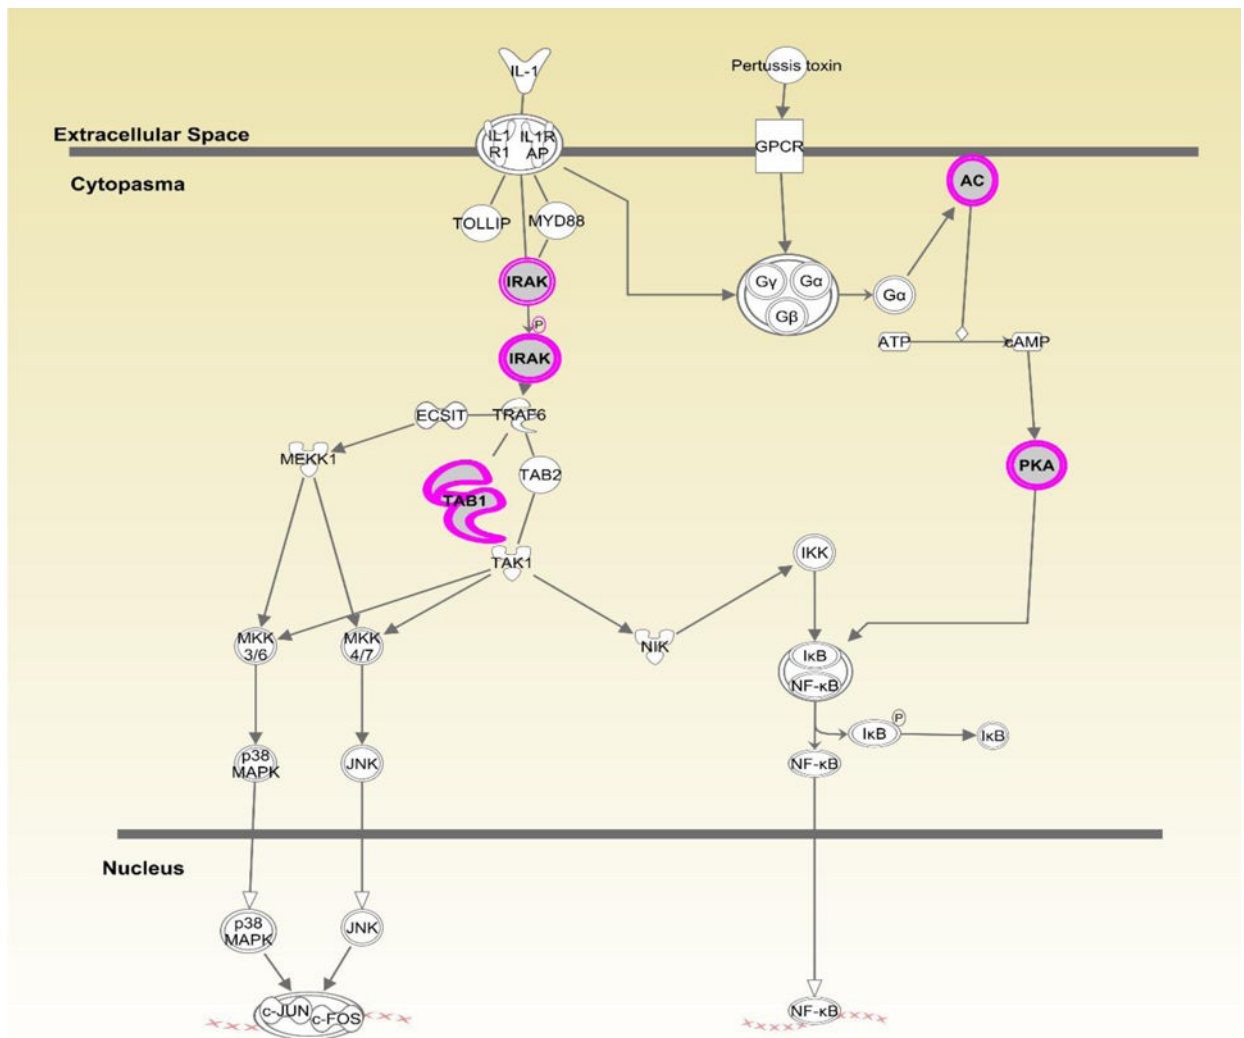 IL-1
Pertussis toxin
Extracellular Space
IL1
R1
IL1R
AP
GPCR
Cytopasma
AC
TOLLIP
MYD88
IRAK
Gγ
Gα
Gβ
Gα
P
IRAK
ATP
cAMP
ECSIT
TRAF6
MEKK1
TAB2
PKA
TAB1
TAK1
IKK
MKK
3/6
MKK
4/7
NIK
IκB
NF-κB
P
IκB
IκB
p38
MAPK
JNK
NF-κB
Nucleus
p38
MAPK
JNK
c-JUN
c-FOS
NF-κB